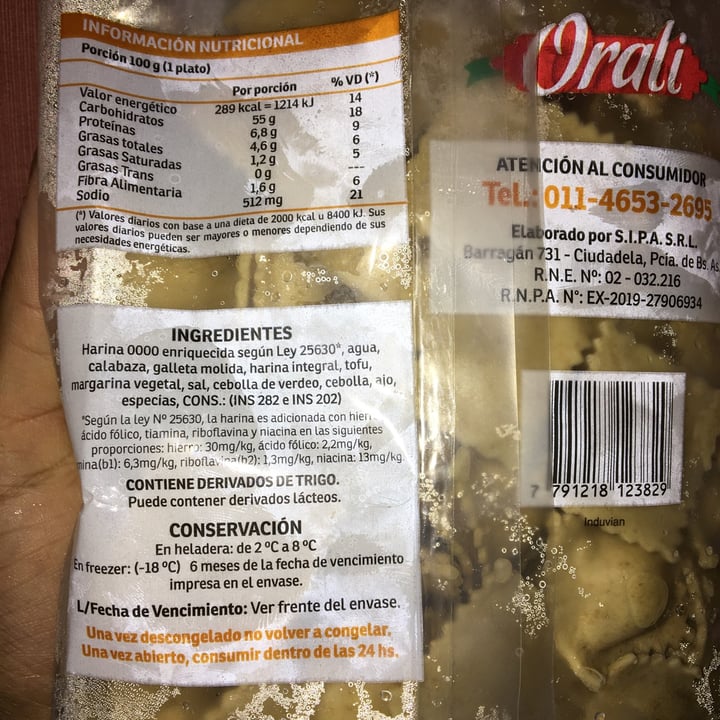 INFORMACIÓN NUTRICIONAL
Porción 100 g (1 plato)
Por porción % VD (*)
Valor energético 289 kcal = 1214 kJ 14
Carbohidratos 55 g 18
Proteínas 6,8 g 9
Grasas totales 4,6 g 6
Grasas Saturadas 1,2 g 5
Grasas Trans 0 g ---
Fibra Alimentaria 1,6 g 6
Sodio 512 mg 21
(*) Valores diarios con base a una dieta de 2000 kcal u 8400 kJ. Sus
valores diarios pueden ser mayores o menores dependiendo de sus
necesidades energéticas.
INGREDIENTES
Harina 0000 enriquecida según Ley 25630*, agua,
calabaza, galleta molida, harina integral, tofu,
margarina vegetal, sal, cebolla de verdeo, cebolla, ajo,
especias, CONS.: (INS 282 e INS 202)
*Según la ley Nº 25630, la harina es adicionada con
ácido fólico, tiamina, riboflavina y niacina en las siguientes
proporciones: hierro: 30mg/kg, ácido fólico: 2,2mg/kg,
mina(b1): 6,3mg/kg, riboflavina(b2): 1,3mg/kg, niacina: 13mg/kg.
CONTIENE DERIVADOS DE TRIGO.
Puede contener derivados lácteos.
CONSERVACIÓN
En heladera: de 2 ºC a 8 ºC
En freezer: (-18 ºC) 6 meses de la fecha de vencimiento
impresa en el envase.
L/Fecha de Vencimiento: Ver frente del envase.
Una vez descongelado no volver a congelar.
Una vez abierto, consumir dentro de las 24 hs.
Orali
ATENCIÓN AL CONSUMIDOR
Tel.: 011-4653-2695
Elaborado por S.I.P.A. S.R.L.
Barragán 731 - Ciudadela, Pcia. de Bs. As
R.N.E. Nº: 02 - 032.216
R.N.P.A. Nº: EX-2019-27906934
7 791218 123829
Induvian